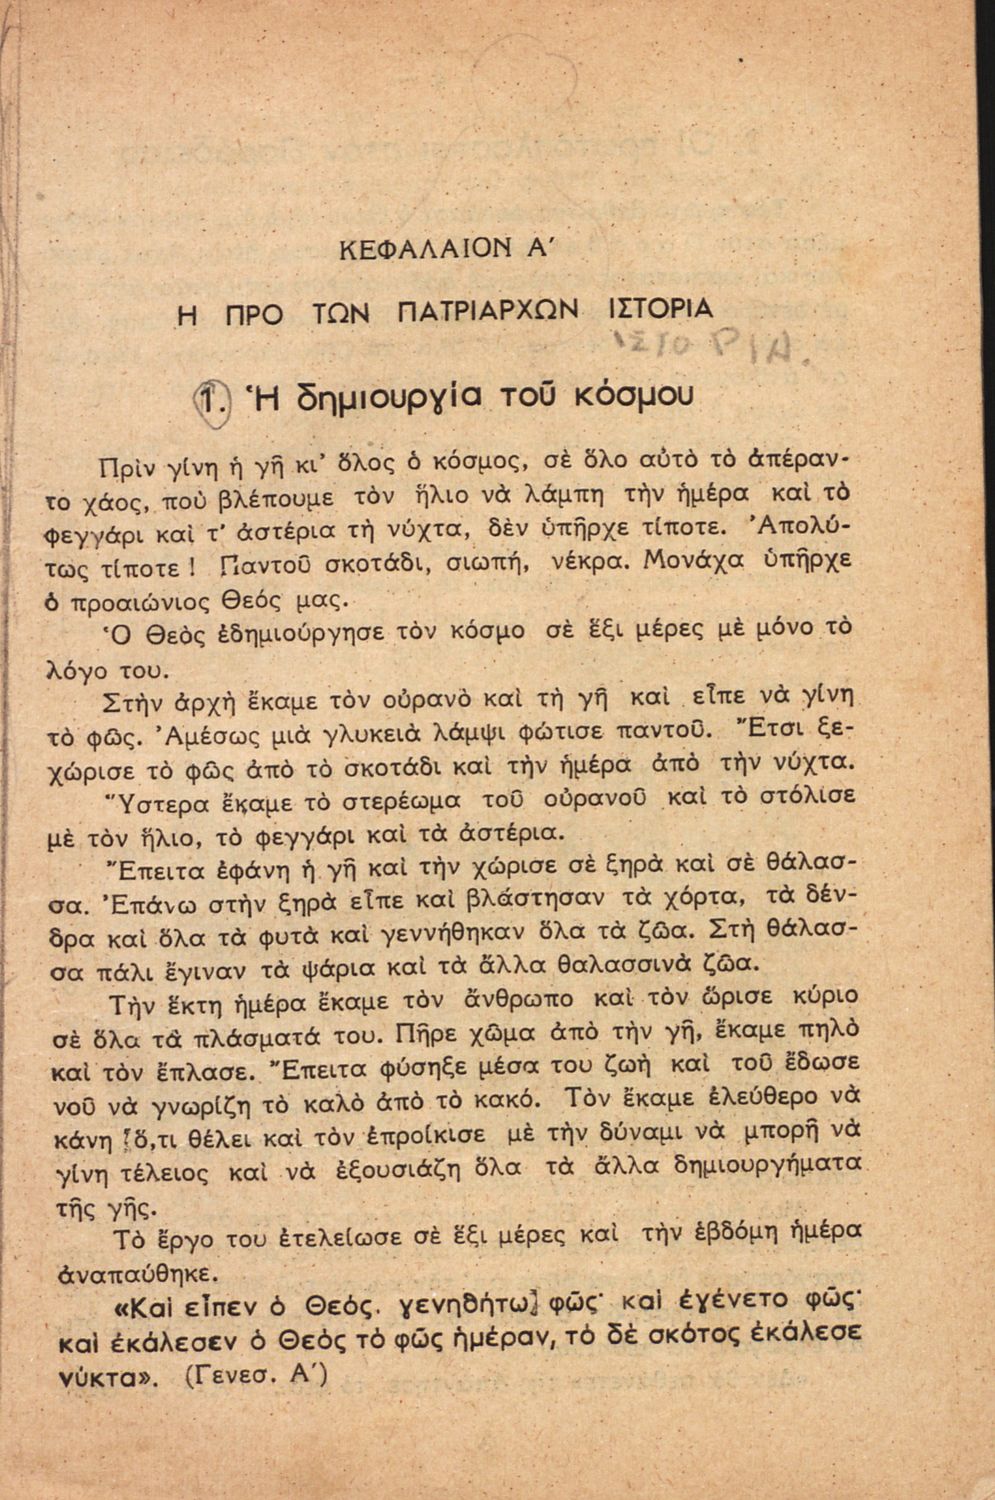 ΚΕΦΑΛΑΙΟΝ Α΄
Η ΠΡΟ ΤΩΝ ΠΑΤΡΙΑΡΧΩΝ ΙΣΤΟΡΙΑ
ΙΣΤΟΡΙΑ.
1. Ἡ δημιουργία τοῦ κόσμου
Πρὶν γίνη ἡ γῆ κι' ὅλος ὁ κόσμος, σὲ ὅλο αὐτὸ τὸ ἀπέραν-
το χάος, ποὺ βλέπουμε τὸν ἥλιο νὰ λάμπη τὴν ἡμέρα καὶ τὸ
φεγγάρι καὶ τ' ἀστέρια τὴ νύχτα, δὲν ὑπῆρχε τίποτε. Ἀπολύ-
τως τίποτε! Παντοῦ σκοτάδι, σιωπή, νέκρα. Μονάχα ὑπῆρχε
ὁ προαιώνιος Θεός μας.
Ὁ Θεὸς ἐδημιούργησε τὸν κόσμο σὲ ἕξι μέρες μὲ μόνο τὸ
λόγο του.
Στὴν ἀρχὴ ἔκαμε τὸν οὐρανὸ καὶ τὴ γῆ καὶ εἶπε νὰ γίνη
τὸ φῶς. Ἀμέσως μιὰ γλυκειὰ λάμψι φώτισε παντοῦ. Ἔτσι ξε-
χώρισε τὸ φῶς ἀπὸ τὸ σκοτάδι καὶ τὴν ἡμέρα ἀπὸ τὴν νύχτα.
Ὕστερα ἔκαμε τὸ στερέωμα τοῦ οὐρανοῦ καὶ τὸ στόλισε
μὲ τὸν ἥλιο, τὸ φεγγάρι καὶ τὰ ἀστέρια.
Ἔπειτα ἐφάνη ἡ γῆ καὶ τὴν χώρισε σὲ ξηρὰ καὶ σὲ θάλασ-
σα. Ἐπάνω στὴν ξηρὰ εἶπε καὶ βλάστησαν τὰ χόρτα, τὰ δέν-
δρα καὶ ὅλα τὰ φυτὰ καὶ γεννήθηκαν ὅλα τὰ ζῶα. Στὴ θάλασ-
σα πάλι ἔγιναν τὰ ψάρια καὶ τὰ ἄλλα θαλασσινὰ ζῶα.
Τὴν ἕκτη ἡμέρα ἔκαμε τὸν ἄνθρωπο καὶ τὸν ὥρισε κύριο
σὲ ὅλα τὰ πλάσματά του. Πῆρε χῶμα ἀπὸ τὴν γῆ, ἔκαμε πηλὸ
καὶ τὸν ἔπλασε. Ἔπειτα φύσηξε μέσα του ζωὴ καὶ τοῦ ἔδωσε
νοῦ νὰ γνωρίζη τὸ καλὸ ἀπὸ τὸ κακό. Τὸν ἔκαμε ἐλεύθερο νὰ
κάνη ὅ,τι θέλει καὶ τὸν ἐπροίκισε μὲ τὴν δύναμι νὰ μπορῆ νὰ
γίνη τέλειος καὶ νὰ ἐξουσιάζη ὅλα τὰ ἄλλα δημιουργήματα
τῆς γῆς.
Τὸ ἔργο του ἐτελείωσε σὲ ἕξι μέρες καὶ τὴν ἑβδόμη ἡμέρα
ἀναπαύθηκε.
«Καὶ εἶπεν ὁ Θεός. γενηθήτω φῶς· καὶ ἐγένετο φῶς·
καὶ ἐκάλεσεν ὁ Θεὸς τὸ φῶς ἡμέραν, τὸ δὲ σκότος ἐκάλεσε
νύκτα». (Γενεσ. Α΄)